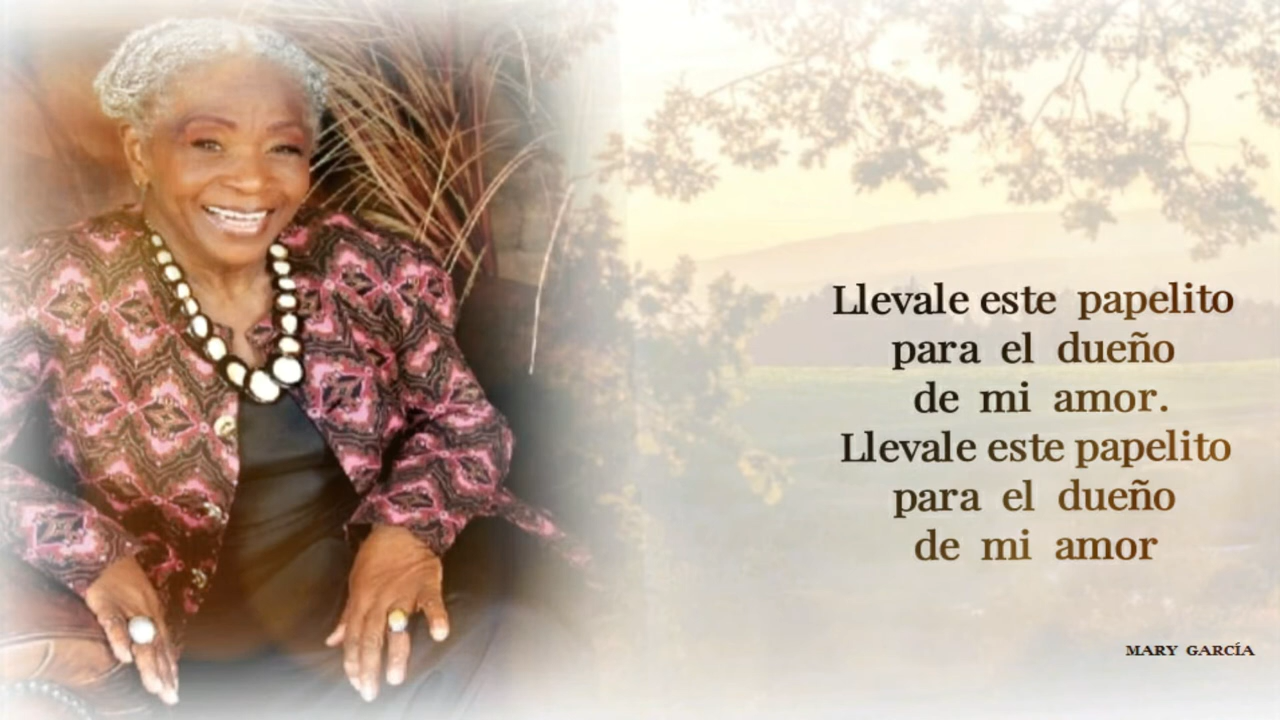 Llevale este papelito
para el dueño
de mi amor.
Llevale este papelito
para el dueño
de mi amor
MARY GARCÍA